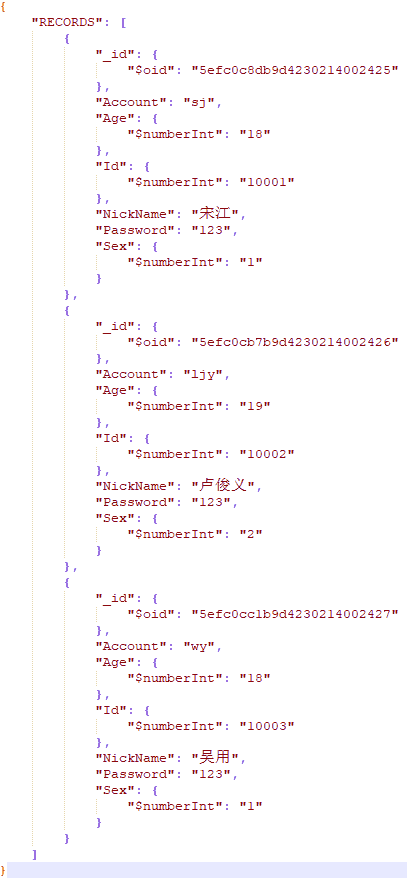 {
    "RECORDS": [
        {
            "_id": {
                "$oid": "5efc0c8db9d4230214002425"
            },
            "Account": "sj",
            "Age": {
                "$numberInt": "18"
            },
            "Id": {
                "$numberInt": "10001"
            },
            "NickName": "宋江",
            "Password": "123",
            "Sex": {
                "$numberInt": "1"
            }
        },
        {
            "_id": {
                "$oid": "5efc0cb7b9d4230214002426"
            },
            "Account": "ljy",
            "Age": {
                "$numberInt": "19"
            },
            "Id": {
                "$numberInt": "10002"
            },
            "NickName": "卢俊义",
            "Password": "123",
            "Sex": {
                "$numberInt": "2"
            }
        },
        {
            "_id": {
                "$oid": "5efc0cc1b9d4230214002427"
            },
            "Account": "wy",
            "Age": {
                "$numberInt": "18"
            },
            "Id": {
                "$numberInt": "10003"
            },
            "NickName": "吴用",
            "Password": "123",
            "Sex": {
                "$numberInt": "1"
            }
        }
    ]
}